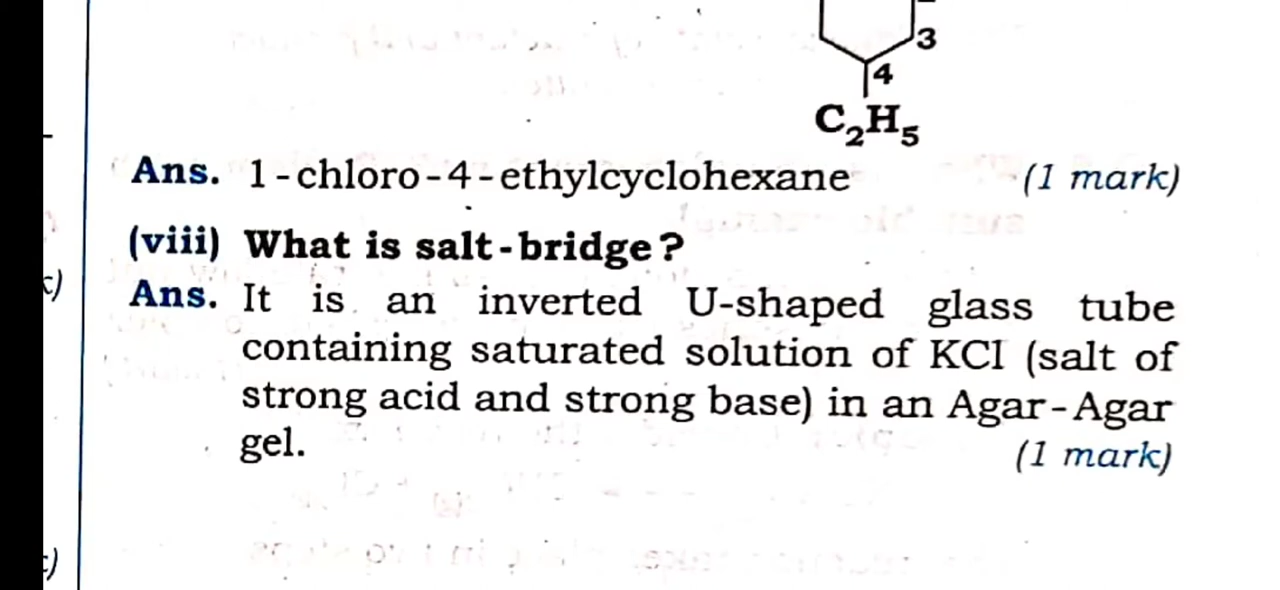 3
4
C₂H₅
Ans. 1-chloro-4-ethylcyclohexane (1 mark)
(viii) What is salt-bridge?
Ans. It is an inverted U-shaped glass tube
containing saturated solution of KCI (salt of
strong acid and strong base) in an Agar-Agar
gel. (1 mark)